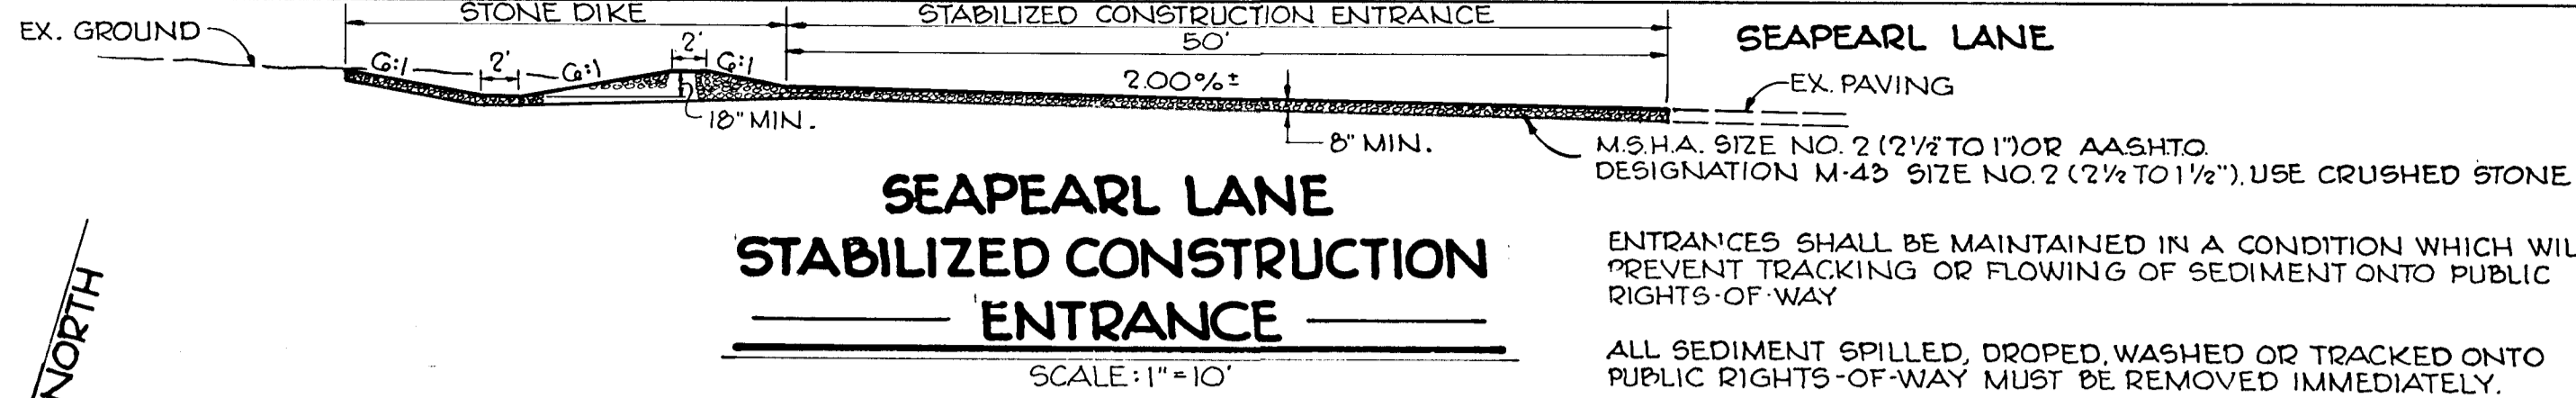 STONE DIKE
STABILIZED CONSTRUCTION ENTRANCE
EX. GROUND
2'
50'
SEAPEARL LANE
6:1
2'
6:1
6:1
2.00%±
EX. PAVING
18" MIN.
8" MIN.
M.S.H.A. SIZE NO. 2 (2½" TO 1") OR A.A.S.H.T.O.
DESIGNATION M-43 SIZE NO. 2 (2½ TO 1½"). USE CRUSHED STONE
SEAPEARL LANE
STABILIZED CONSTRUCTION
ENTRANCE
SCALE: 1" = 10'
ENTRANCES SHALL BE MAINTAINED IN A CONDITION WHICH WIL
PREVENT TRACKING OR FLOWING OF SEDIMENT ONTO PUBLIC
RIGHTS-OF-WAY
ALL SEDIMENT SPILLED, DROPED, WASHED OR TRACKED ONTO
PUBLIC RIGHTS-OF-WAY MUST BE REMOVED IMMEDIATELY.
NORTH